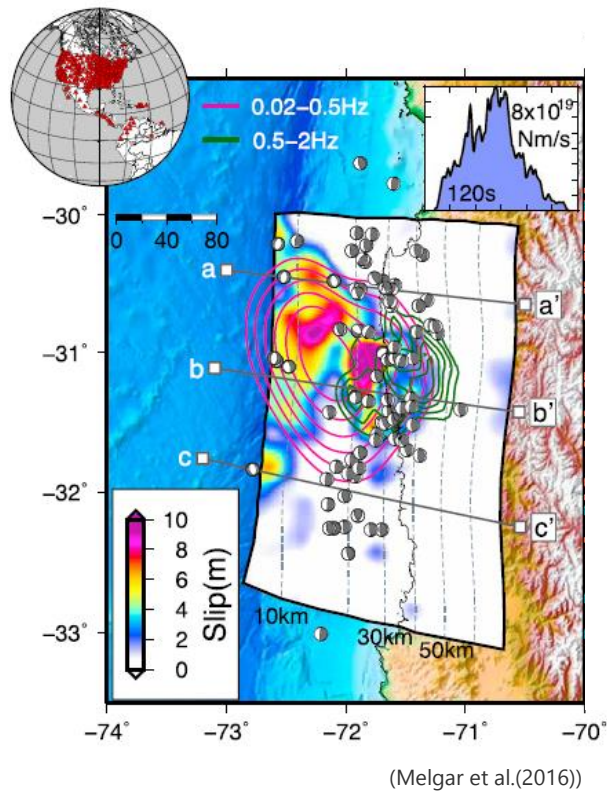 0.02–0.5Hz
0.5–2Hz
8x10¹⁹
Nm/s
120s
−30˚
0 40 80
a
a'
−31˚
b
b'
c
−32˚
c'
10
8
6
4
2
0
Slip(m)
10km
30km
50km
−33˚
−74˚ −73˚ −72˚ −71˚ −70˚
(Melgar et al.(2016))